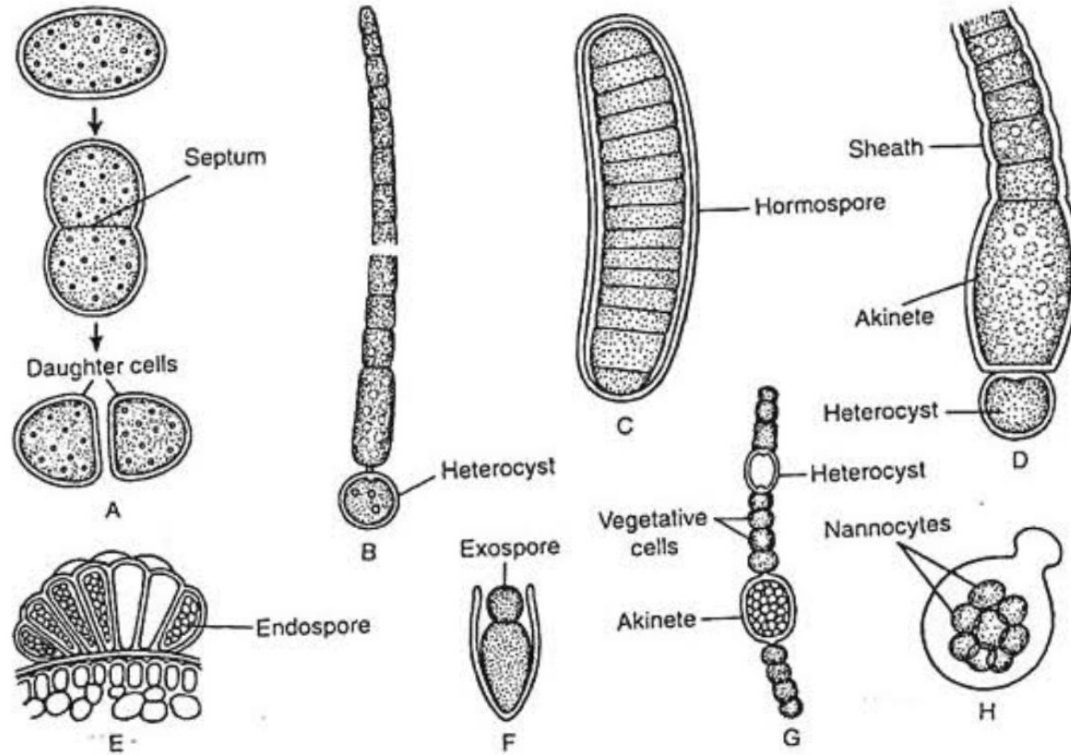 Septum
Daughter cells
A
Heterocyst
B
Hormospore
C
Sheath
Akinete
Heterocyst
D
Endospore
E
Exospore
F
Heterocyst
Vegetative
cells
Akinete
G
Nannocytes
H